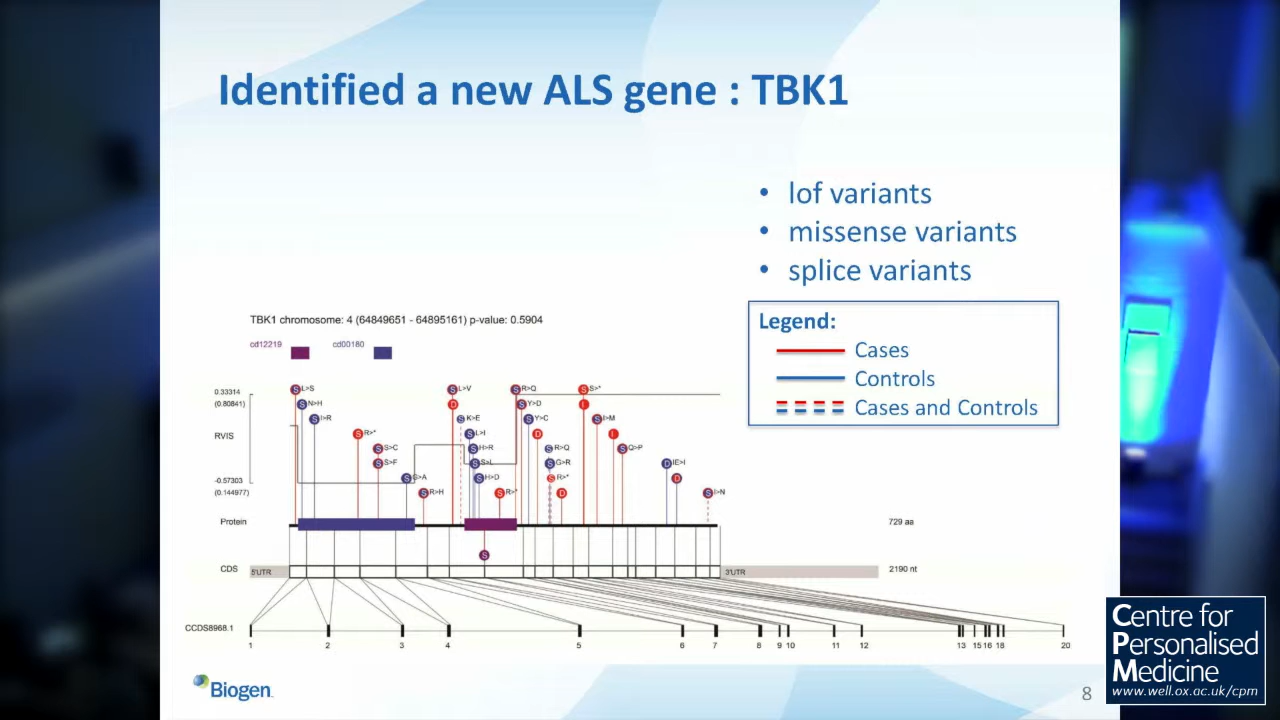 Identified a new ALS gene : TBK1
• lof variants
• missense variants
• splice variants
Legend:
Cases
Controls
Cases and Controls
TBK1 chromosome: 4 (64849651 - 64895161) p-value: 0.5904
cd12219 cd00180
0.33314
(0.80841)
RVIS
-0.57303
(0.144977)
S L>S S L>V S R>Q S S>*
S N>H D S Y>D I
S I>R S K>E S Y>C S I>M
S R>* S L>I D I
S S>C S H>R S R>Q S Q>P
S S>F S S>L S G>R D IE>I
S G>A S H>D S R>* D
S R>H S R>* D S I>N
Protein 729 aa
S
CDS 5'UTR 3'UTR 2190 nt
CCDS8968.1
1 2 3 4 5 6 7 8 9 10 11 12 13 15 16 18 20
Biogen
8
Centre for
Personalised
Medicine
www.well.ox.ac.uk/cpm